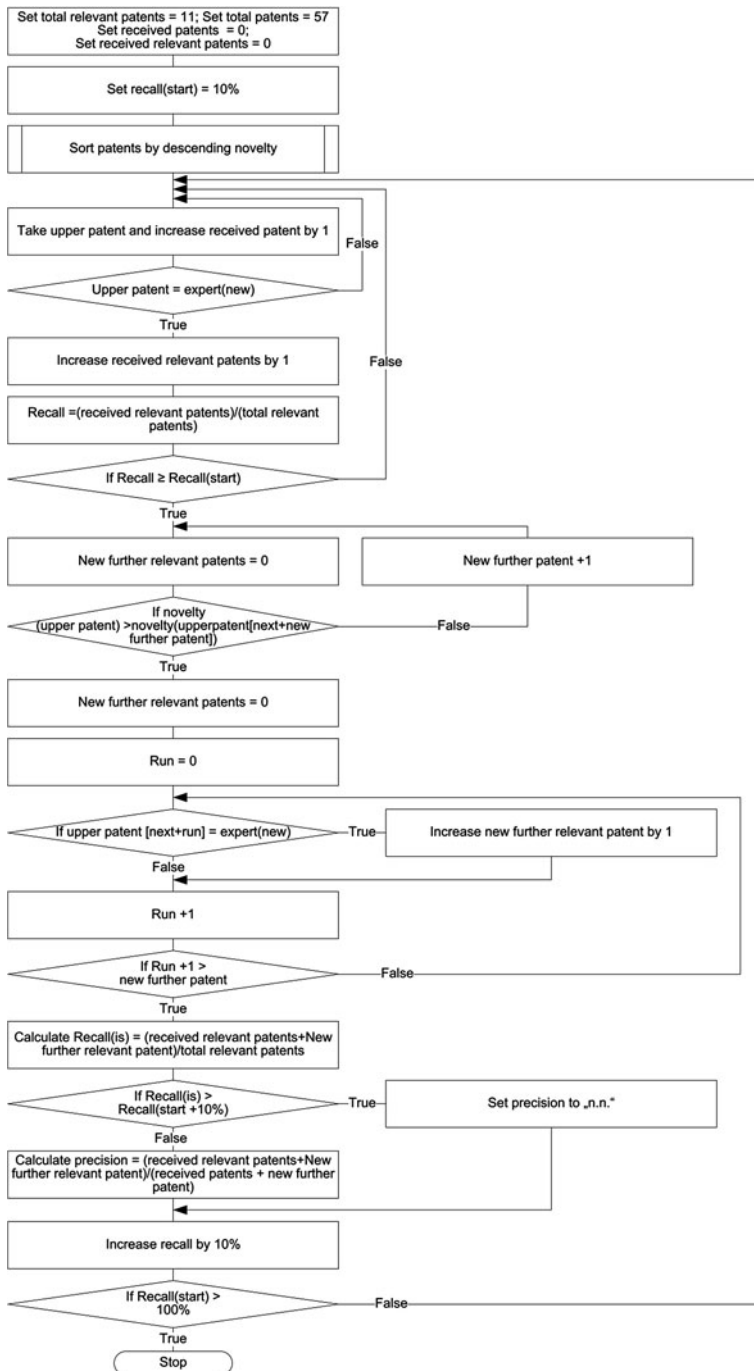 Set total relevant patents = 11; Set total patents = 57
Set received patents  = 0;
Set received relevant patents = 0
Set recall(start) = 10%
Sort patents by descending novelty
Take upper patent and increase received patent by 1
False
Upper patent = expert(new)
True
Increase received relevant patents by 1
False
Recall =(received relevant patents)/(total relevant
patents)
If Recall ≥ Recall(start)
True
New further relevant patents = 0
New further patent +1
If novelty
(upper patent) >novelty(upperpatent[next+new
further patent])
False
True
New further relevant patents = 0
Run = 0
If upper patent [next+run] = expert(new)
True
Increase new further relevant patent by 1
False
Run +1
If Run +1 >
new further patent
False
True
Calculate Recall(is) = (received relevant patents+New
further relevant patent)/total relevant patents
If Recall(is) >
Recall(start +10%)
True
Set precision to „n.n.“
False
Calculate precision = (received relevant patents+New
further relevant patent)/(received patents + new further
patent)
Increase recall by 10%
If Recall(start) >
100%
False
True
Stop